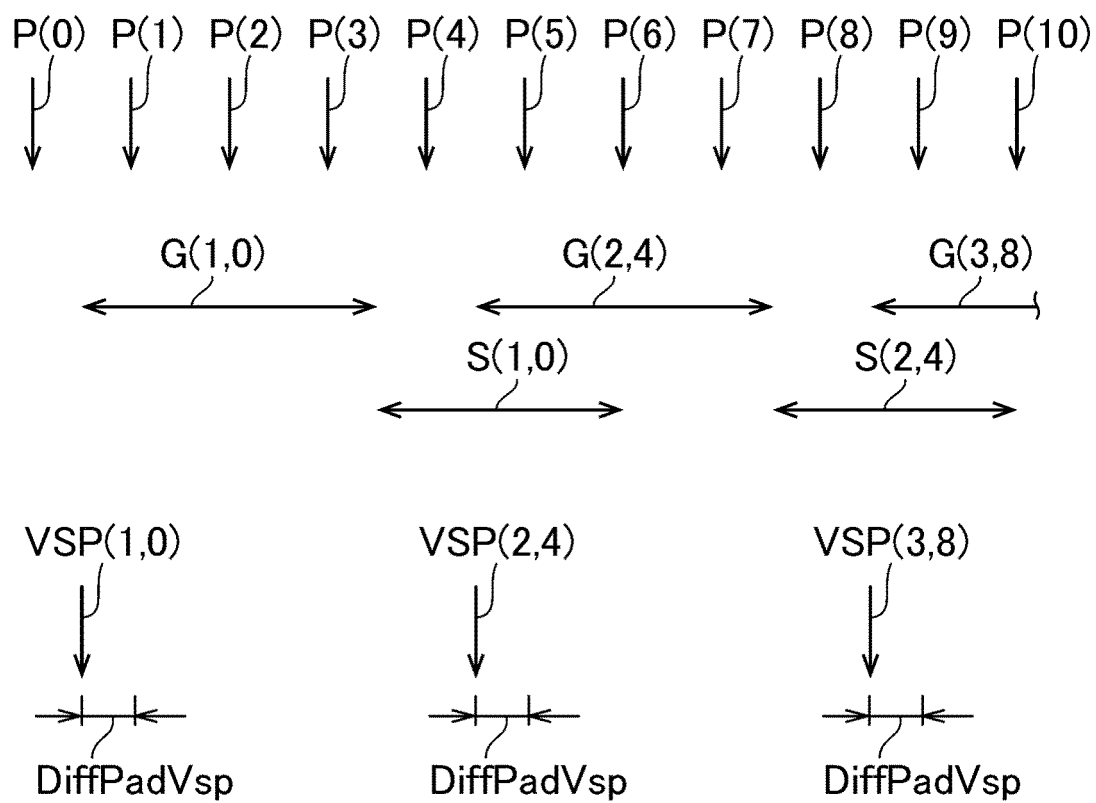 P(0) P(1) P(2) P(3) P(4) P(5) P(6) P(7) P(8) P(9) P(10)
G(1,0) G(2,4) G(3,8)
S(1,0) S(2,4)
VSP(1,0) VSP(2,4) VSP(3,8)
DiffPadVsp DiffPadVsp DiffPadVsp